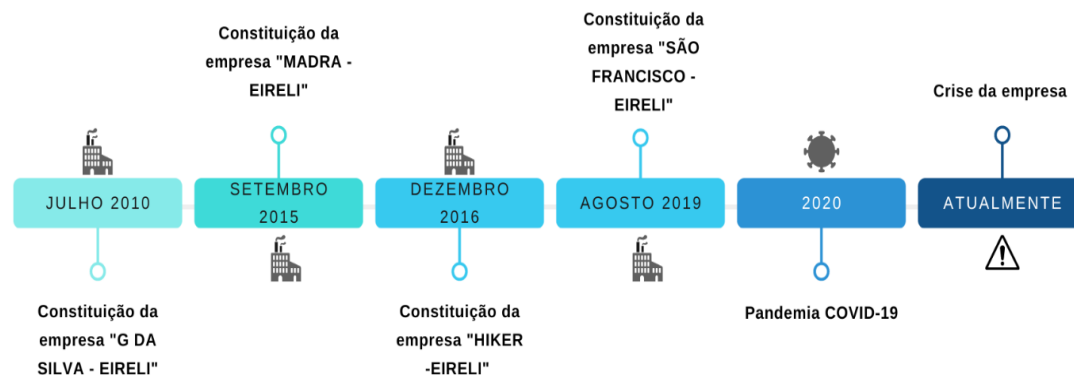 Constituição da
empresa "MADRA -
EIRELI"
Constituição da
empresa "SÃO
FRANCISCO -
EIRELI"
Crise da empresa
JULHO 2010
SETEMBRO
2015
DEZEMBRO
2016
AGOSTO 2019
2020
ATUALMENTE
Constituição da
empresa "G DA
SILVA - EIRELI"
Constituição da
empresa "HIKER
-EIRELI"
Pandemia COVID-19